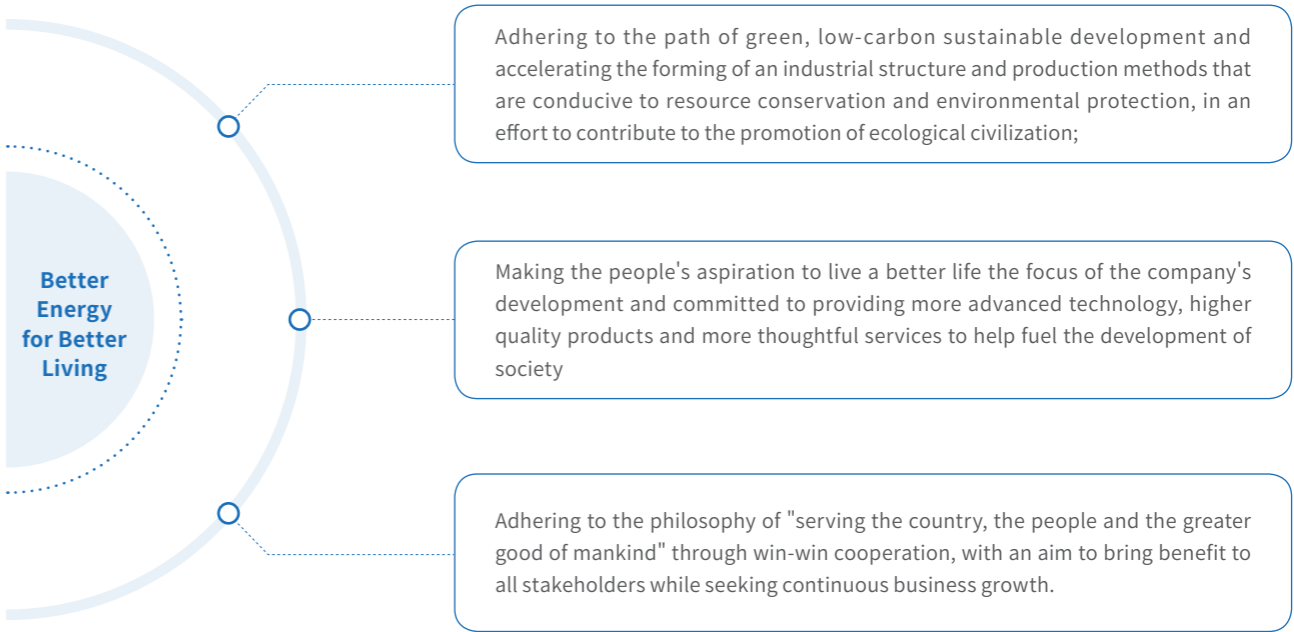 Better
Energy
for Better
Living
Adhering to the path of green, low-carbon sustainable development and
accelerating the forming of an industrial structure and production methods that
are conducive to resource conservation and environmental protection, in an
effort to contribute to the promotion of ecological civilization;
Making the people's aspiration to live a better life the focus of the company's
development and committed to providing more advanced technology, higher
quality products and more thoughtful services to help fuel the development of
society
Adhering to the philosophy of "serving the country, the people and the greater
good of mankind" through win-win cooperation, with an aim to bring benefit to
all stakeholders while seeking continuous business growth.